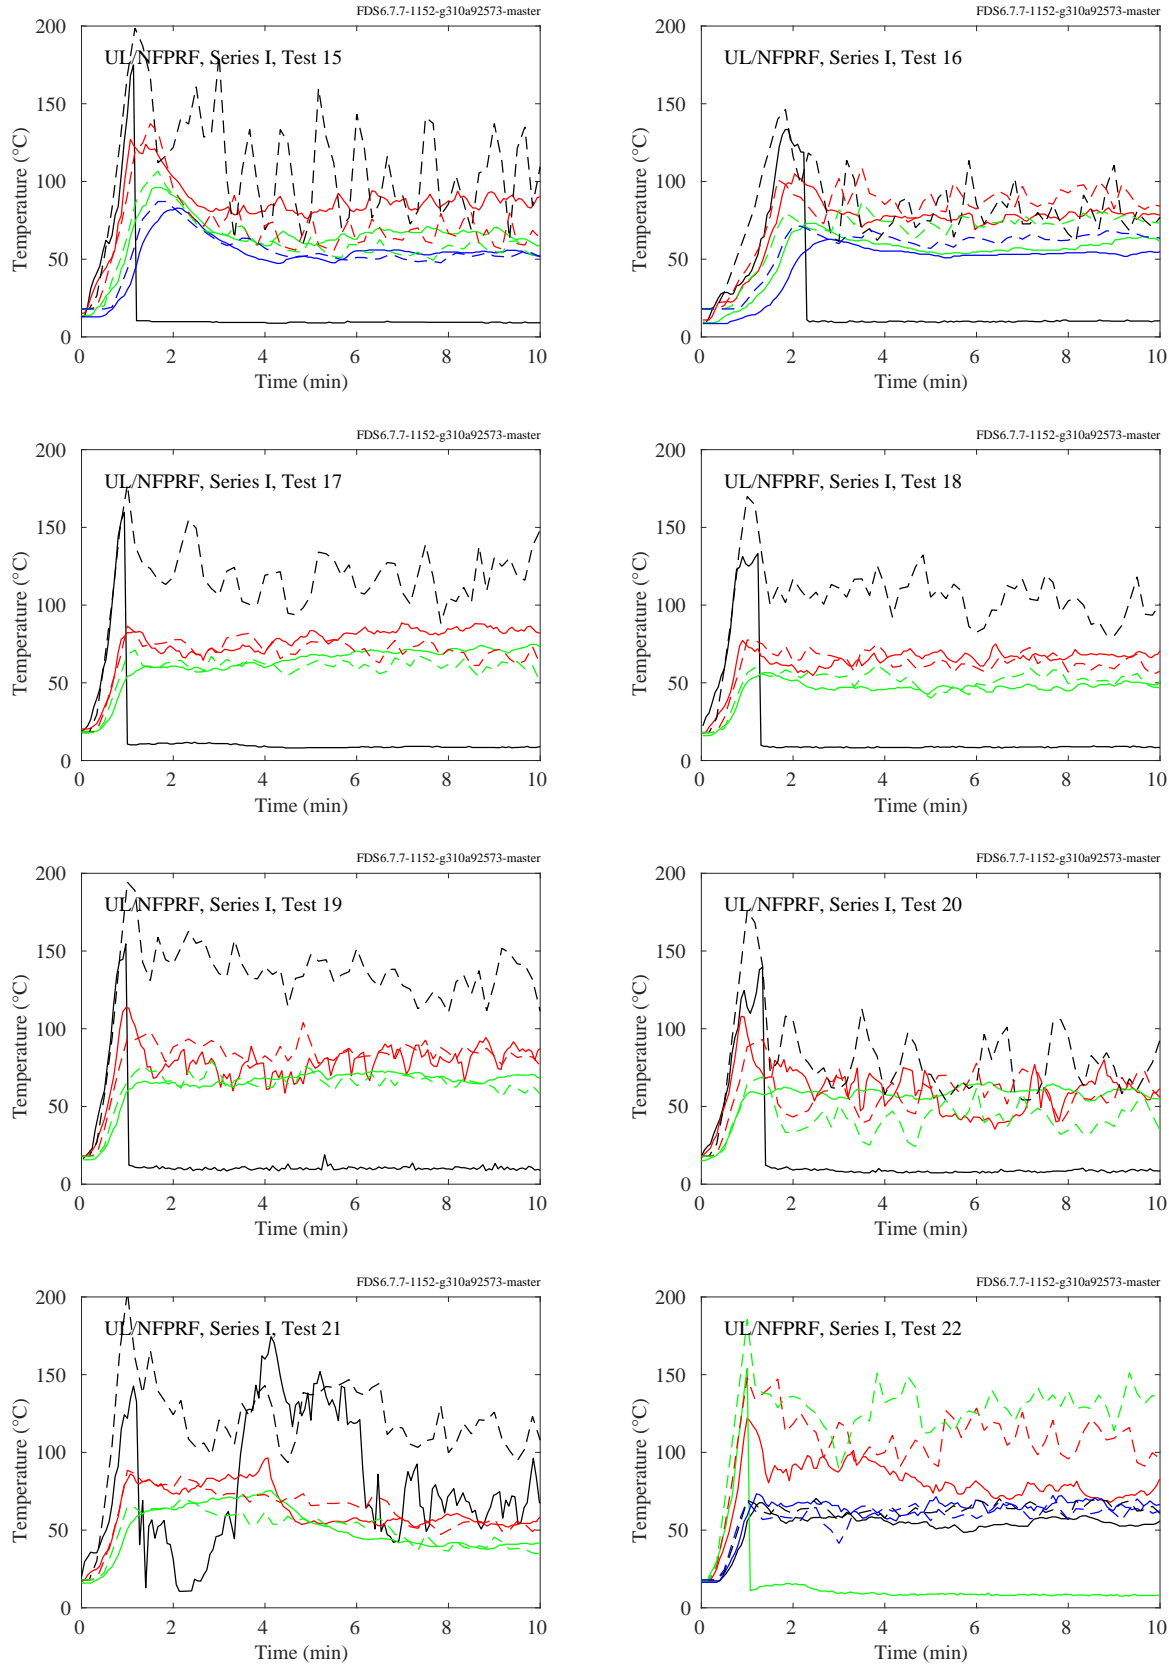 FDS6.7.7-1152-g310a92573-master
UL/NFPRF, Series I, Test 15
200
150
100
50
0
Temperature (°C)
0 2 4 6 8 10
Time (min)
FDS6.7.7-1152-g310a92573-master
UL/NFPRF, Series I, Test 16
200
150
100
50
0
Temperature (°C)
0 2 4 6 8 10
Time (min)
FDS6.7.7-1152-g310a92573-master
UL/NFPRF, Series I, Test 17
200
150
100
50
0
Temperature (°C)
0 2 4 6 8 10
Time (min)
FDS6.7.7-1152-g310a92573-master
UL/NFPRF, Series I, Test 18
200
150
100
50
0
Temperature (°C)
0 2 4 6 8 10
Time (min)
FDS6.7.7-1152-g310a92573-master
UL/NFPRF, Series I, Test 19
200
150
100
50
0
Temperature (°C)
0 2 4 6 8 10
Time (min)
FDS6.7.7-1152-g310a92573-master
UL/NFPRF, Series I, Test 20
200
150
100
50
0
Temperature (°C)
0 2 4 6 8 10
Time (min)
FDS6.7.7-1152-g310a92573-master
UL/NFPRF, Series I, Test 21
200
150
100
50
0
Temperature (°C)
0 2 4 6 8 10
Time (min)
FDS6.7.7-1152-g310a92573-master
UL/NFPRF, Series I, Test 22
200
150
100
50
0
Temperature (°C)
0 2 4 6 8 10
Time (min)